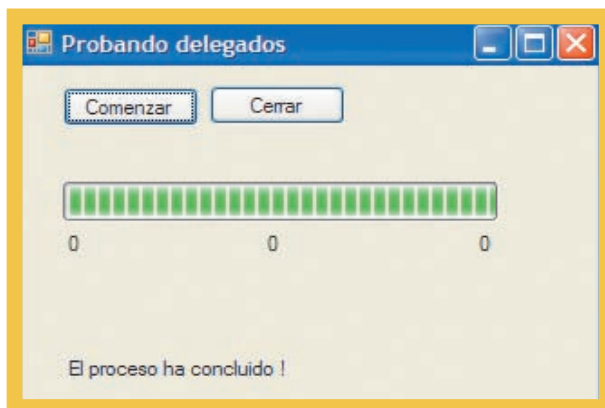 Probando delegados
Comenzar Cerrar
0 0 0
El proceso ha concluido !